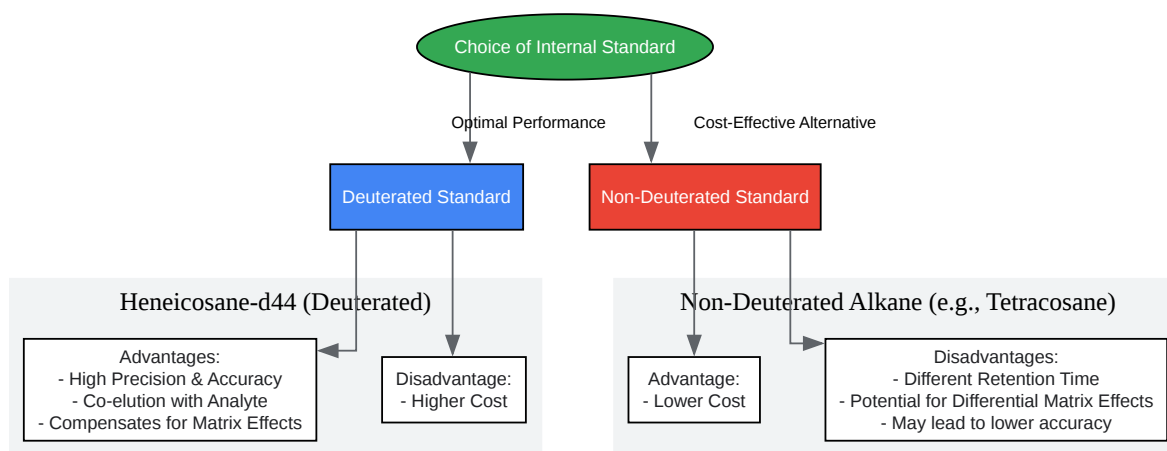 Choice of Internal Standard
Optimal Performance
Cost-Effective Alternative
Deuterated Standard
Non-Deuterated Standard
Heneicosane-d44 (Deuterated)
Advantages:
- High Precision & Accuracy
- Co-elution with Analyte
- Compensates for Matrix Effects
Disadvantage:
- Higher Cost
Non-Deuterated Alkane (e.g., Tetracosane)
Advantage:
- Lower Cost
Disadvantages:
- Different Retention Time
- Potential for Differential Matrix Effects
- May lead to lower accuracy